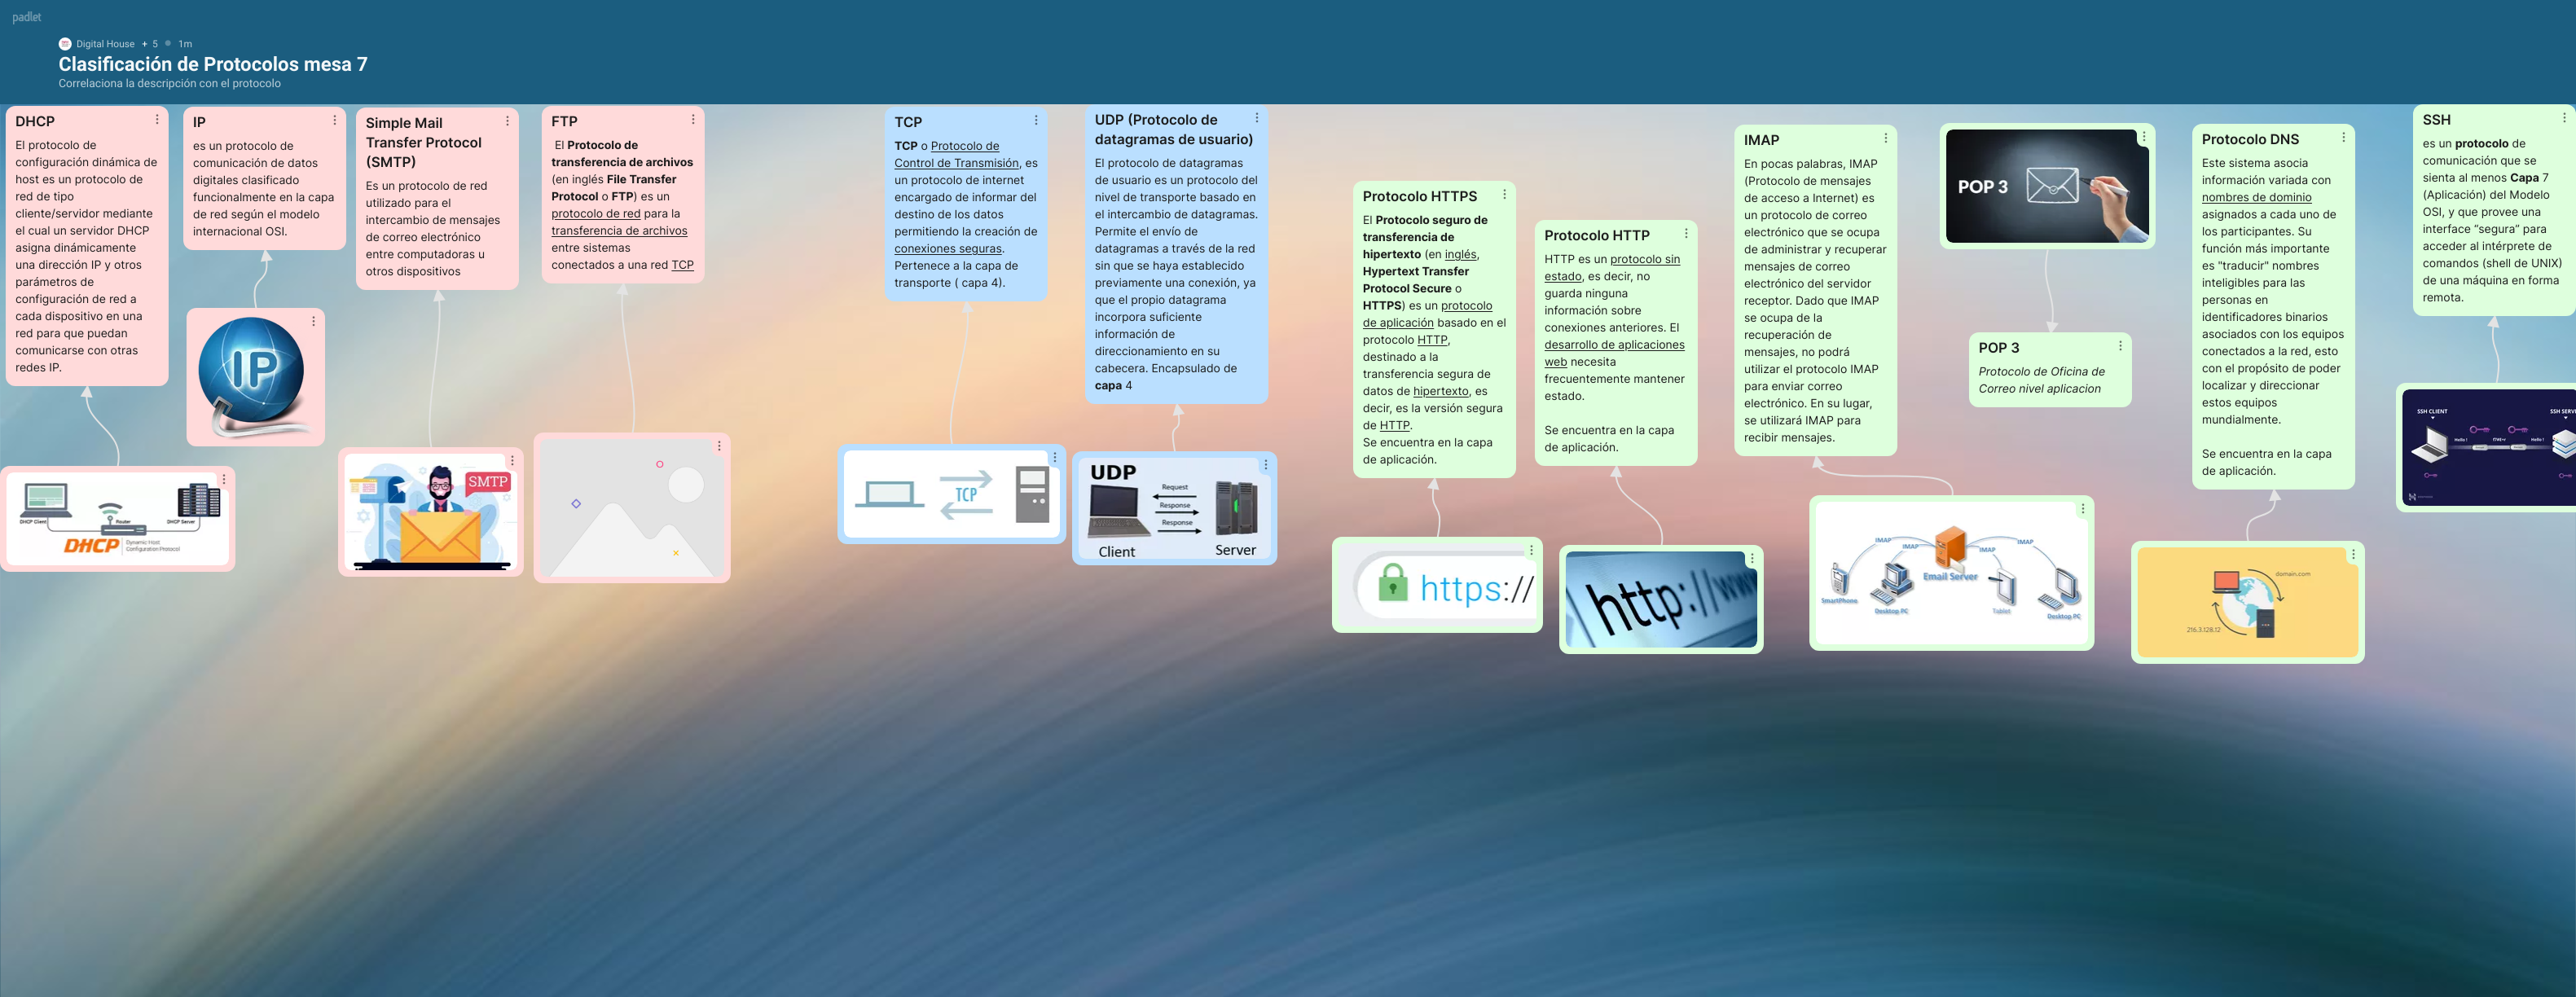 padlet
Digital House + 5 1m
Clasificación de Protocolos mesa 7
Correlaciona la descripción con el protocolo
DHCP
El protocolo de
configuración dinámica de
host es un protocolo de
red de tipo
cliente/servidor mediante
el cual un servidor DHCP
asigna dinámicamente
una dirección IP y otros
parámetros de
configuración de red a
cada dispositivo en una
red para que puedan
comunicarse con otras
redes IP.
DHCP Client
Router
DHCP Server
DHCP
Dynamic Host
Configuration Protocol
IP
es un protocolo de
comunicación de datos
digitales clasificado
funcionalmente en la capa
de red según el modelo
internacional OSI.
IP
Simple Mail
Transfer Protocol
(SMTP)
Es un protocolo de red
utilizado para el
intercambio de mensajes
de correo electrónico
entre computadoras u
otros dispositivos
SMTP
FTP
El Protocolo de
transferencia de archivos
(en inglés File Transfer
Protocol o FTP) es un
protocolo de red para la
transferencia de archivos
entre sistemas
conectados a una red TCP
TCP
TCP o Protocolo de
Control de Transmisión, es
un protocolo de internet
encargado de informar del
destino de los datos
permitiendo la creación de
conexiones seguras.
Pertenece a la capa de
transporte ( capa 4).
TCP
UDP (Protocolo de
datagramas de usuario)
El protocolo de datagramas
de usuario es un protocolo del
nivel de transporte basado en
el intercambio de datagramas.
Permite el envío de
datagramas a través de la red
sin que se haya establecido
previamente una conexión, ya
que el propio datagrama
incorpora suficiente
información de
direccionamiento en su
cabecera. Encapsulado de
capa 4
UDP
Request
Response
Response
Client
Server
Protocolo HTTPS
El Protocolo seguro de
transferencia de
hipertexto (en inglés,
Hypertext Transfer
Protocol Secure o
HTTPS) es un protocolo
de aplicación basado en el
protocolo HTTP,
destinado a la
transferencia segura de
datos de hipertexto, es
decir, es la versión segura
de HTTP.
Se encuentra en la capa
de aplicación.
https://
Protocolo HTTP
HTTP es un protocolo sin
estado, es decir, no
guarda ninguna
información sobre
conexiones anteriores. El
desarrollo de aplicaciones
web necesita
frecuentemente mantener
estado.
Se encuentra en la capa
de aplicación.
http://www
IMAP
En pocas palabras, IMAP
(Protocolo de mensajes
de acceso a Internet) es
un protocolo de correo
electrónico que se ocupa
de administrar y recuperar
mensajes de correo
electrónico del servidor
receptor. Dado que IMAP
se ocupa de la
recuperación de
mensajes, no podrá
utilizar el protocolo IMAP
para enviar correo
electrónico. En su lugar,
se utilizará IMAP para
recibir mensajes.
IMAP
IMAP
IMAP
IMAP
Email Server
SmartPhone
Desktop PC
Tablet
Desktop PC
POP 3
POP 3
Protocolo de Oficina de
Correo nivel aplicacion
Protocolo DNS
Este sistema asocia
información variada con
nombres de dominio
asignados a cada uno de
los participantes. Su
función más importante
es "traducir" nombres
inteligibles para las
personas en
identificadores binarios
asociados con los equipos
conectados a la red, esto
con el propósito de poder
localizar y direccionar
estos equipos
mundialmente.
Se encuentra en la capa
de aplicación.
domain.com
216.3.128.12
SSH
es un protocolo de
comunicación que se
sienta al menos Capa 7
(Aplicación) del Modelo
OSI, y que provee una
interface “segura” para
acceder al intérprete de
comandos (shell de UNIX)
de una máquina en forma
remota.
SSH CLIENT
SSH SERVE
Hello !
Hello !